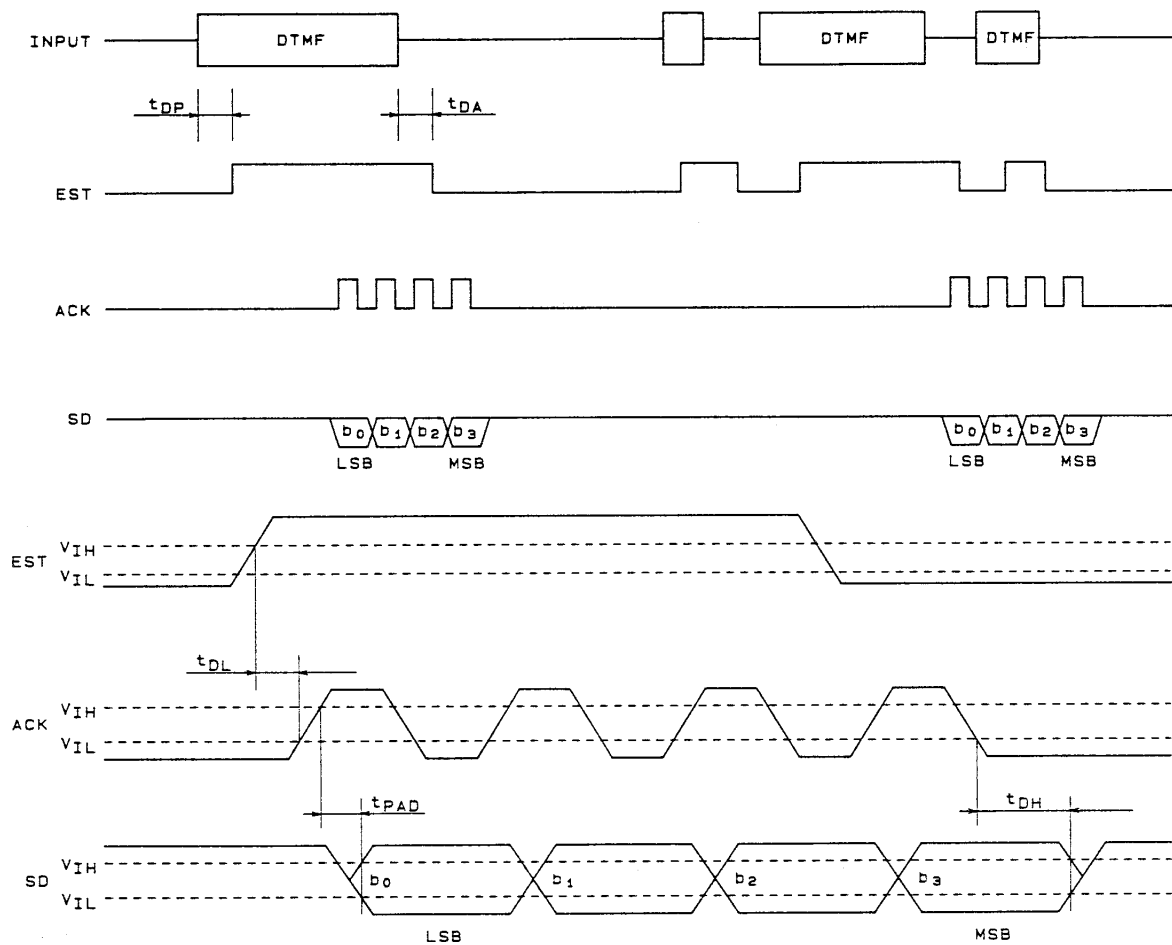 INPUT DTMF DTMF DTMF
tDP tDA
EST
ACK
SD b0 b1 b2 b3 b0 b1 b2 b3
LSB MSB LSB MSB
EST VIH
VIL
tDL
ACK VIH
VIL
tPAD tDH
SD VIH
b0 b1 b2 b3
VIL
LSB MSB